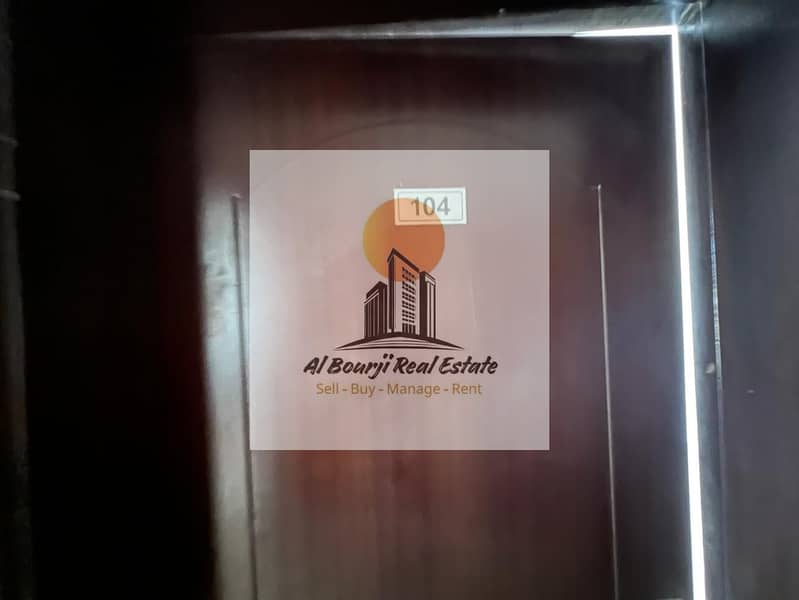 104
Al Bourji Real Estate
Sell - Buy - Manage - Rent